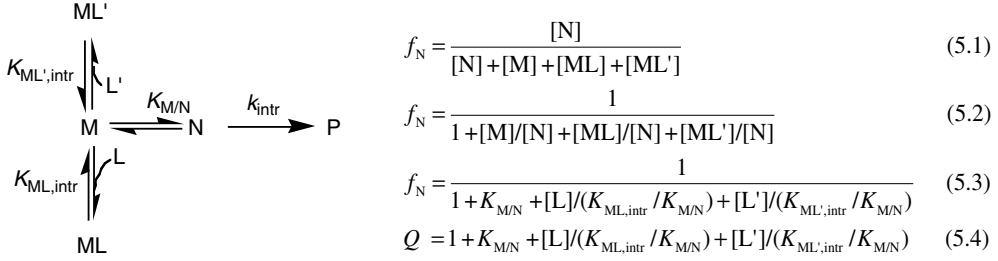 ML'
K_ML',intr
L'
K_M/N
k_intr
M
N
P
L
K_ML,intr
ML
f_N = [N] / ([N]+[M]+[ML]+[ML']) (5.1)
f_N = 1 / (1+[M]/[N]+[ML]/[N]+[ML']/[N]) (5.2)
f_N = 1 / (1+K_M/N+[L]/(K_ML,intr/K_M/N)+[L']/(K_ML',intr/K_M/N)) (5.3)
Q = 1+K_M/N+[L]/(K_ML,intr/K_M/N)+[L']/(K_ML',intr/K_M/N) (5.4)